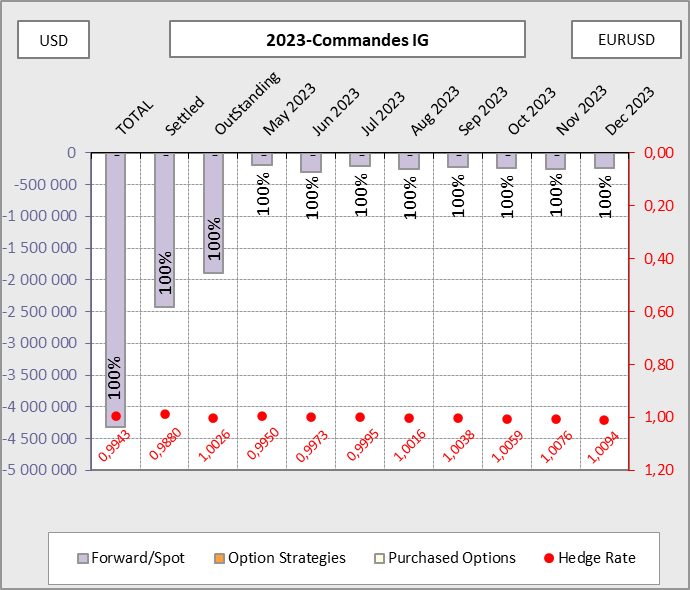 USD
2023-Commandes IG
EURUSD
TOTAL
Settled
OutStanding
May 2023
Jun 2023
Jul 2023
Aug 2023
Sep 2023
Oct 2023
Nov 2023
Dec 2023
0
-500 000
-1 000 000
-1 500 000
-2 000 000
-2 500 000
-3 000 000
-3 500 000
-4 000 000
-4 500 000
-5 000 000
0,00
0,20
0,40
0,60
0,80
1,00
1,20
100%
100%
100%
100%
100%
100%
100%
100%
100%
100%
100%
-
-
-
-
-
-
-
-
-
-
-
0,9943
0,9880
1,0026
0,9950
0,9973
0,9995
1,0016
1,0038
1,0059
1,0076
1,0094
Forward/Spot
Option Strategies
Purchased Options
Hedge Rate